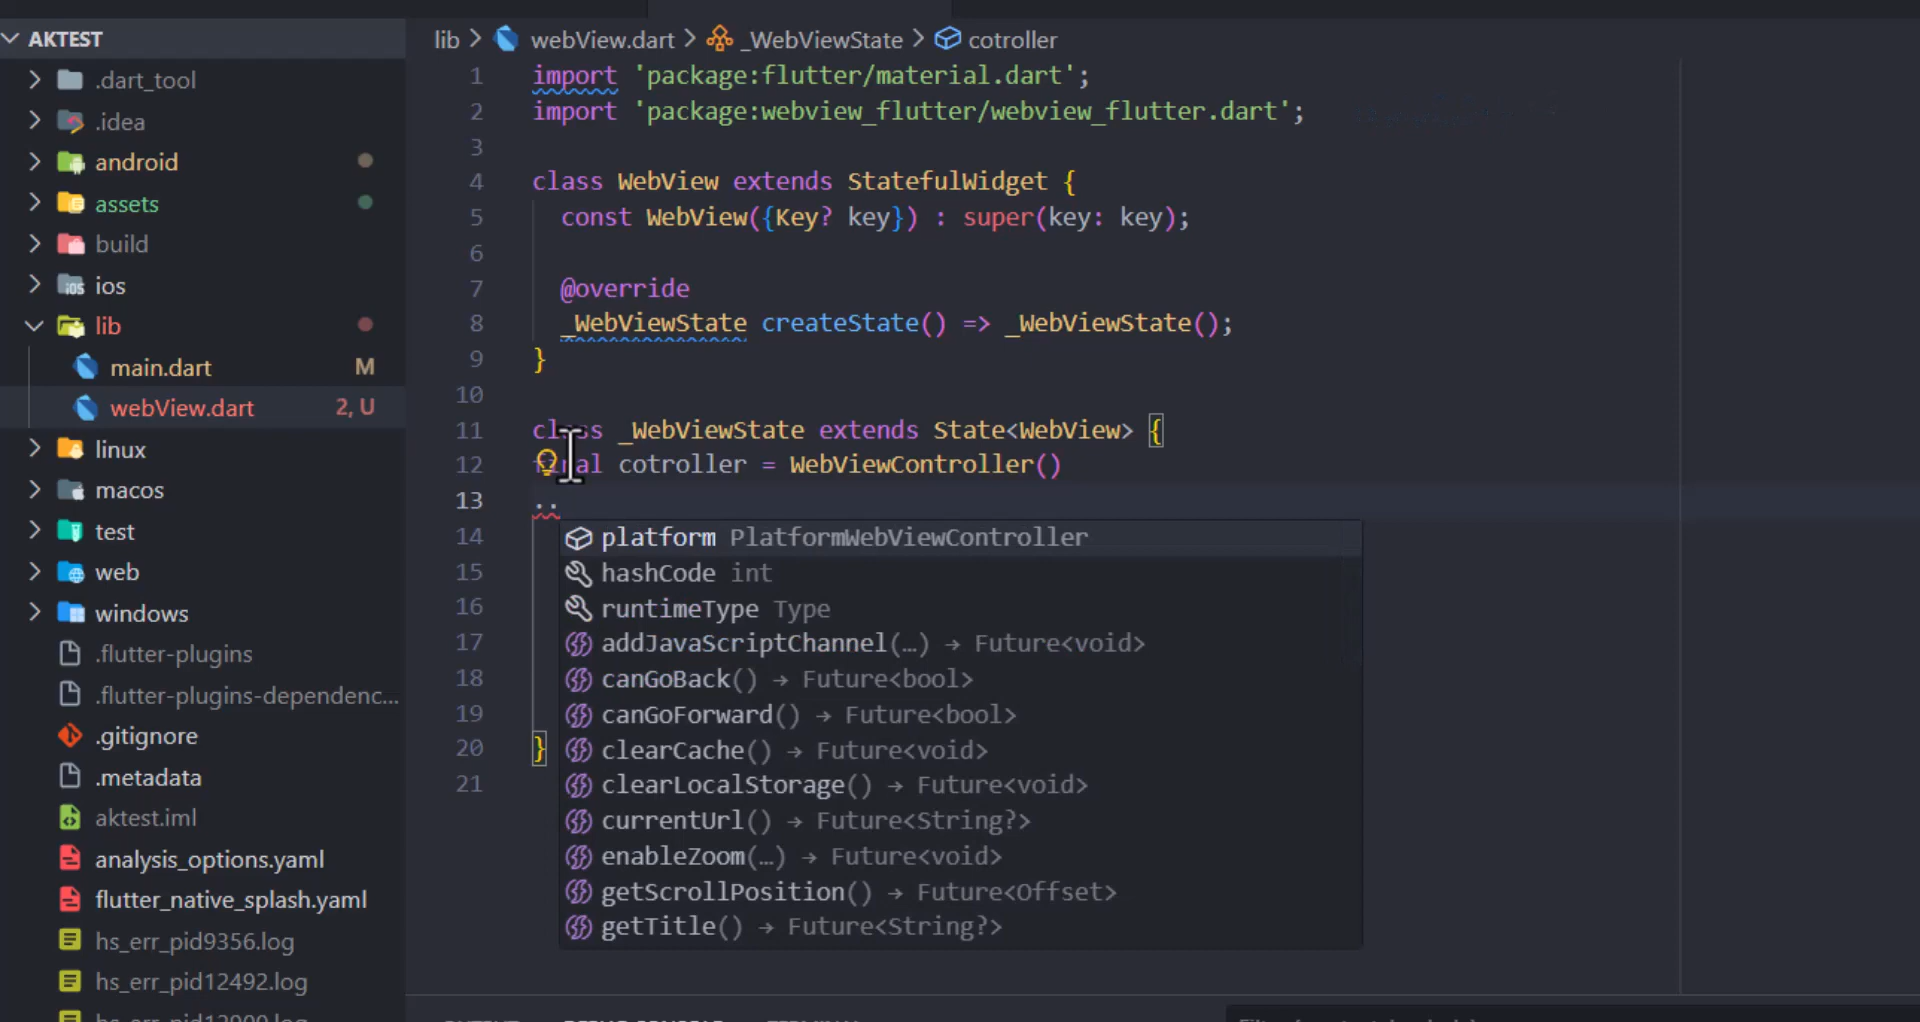 AKTEST
.dart_tool
.idea
android
assets
build
ios
lib
main.dart M
webView.dart 2, U
linux
macos
test
web
windows
.flutter-plugins
.flutter-plugins-dependenc...
.gitignore
.metadata
aktest.iml
analysis_options.yaml
flutter_native_splash.yaml
hs_err_pid9356.log
hs_err_pid12492.log
lib > webView.dart > _WebViewState > cotroller
1 import 'package:flutter/material.dart';
2 import 'package:webview_flutter/webview_flutter.dart';
3
4 class WebView extends StatefulWidget {
5 const WebView({Key? key}) : super(key: key);
6
7 @override
8 _WebViewState createState() => _WebViewState();
9 }
10
11 class _WebViewState extends State<WebView> {
12 final cotroller = WebViewController()
13 ..
14 platform PlatformWebViewController
15 hashCode int
16 runtimeType Type
17 addJavaScriptChannel(…) → Future<void>
18 canGoBack() → Future<bool>
19 canGoForward() → Future<bool>
20 } clearCache() → Future<void>
21 clearLocalStorage() → Future<void>
currentUrl() → Future<String?>
enableZoom(…) → Future<void>
getScrollPosition() → Future<Offset>
getTitle() → Future<String?>